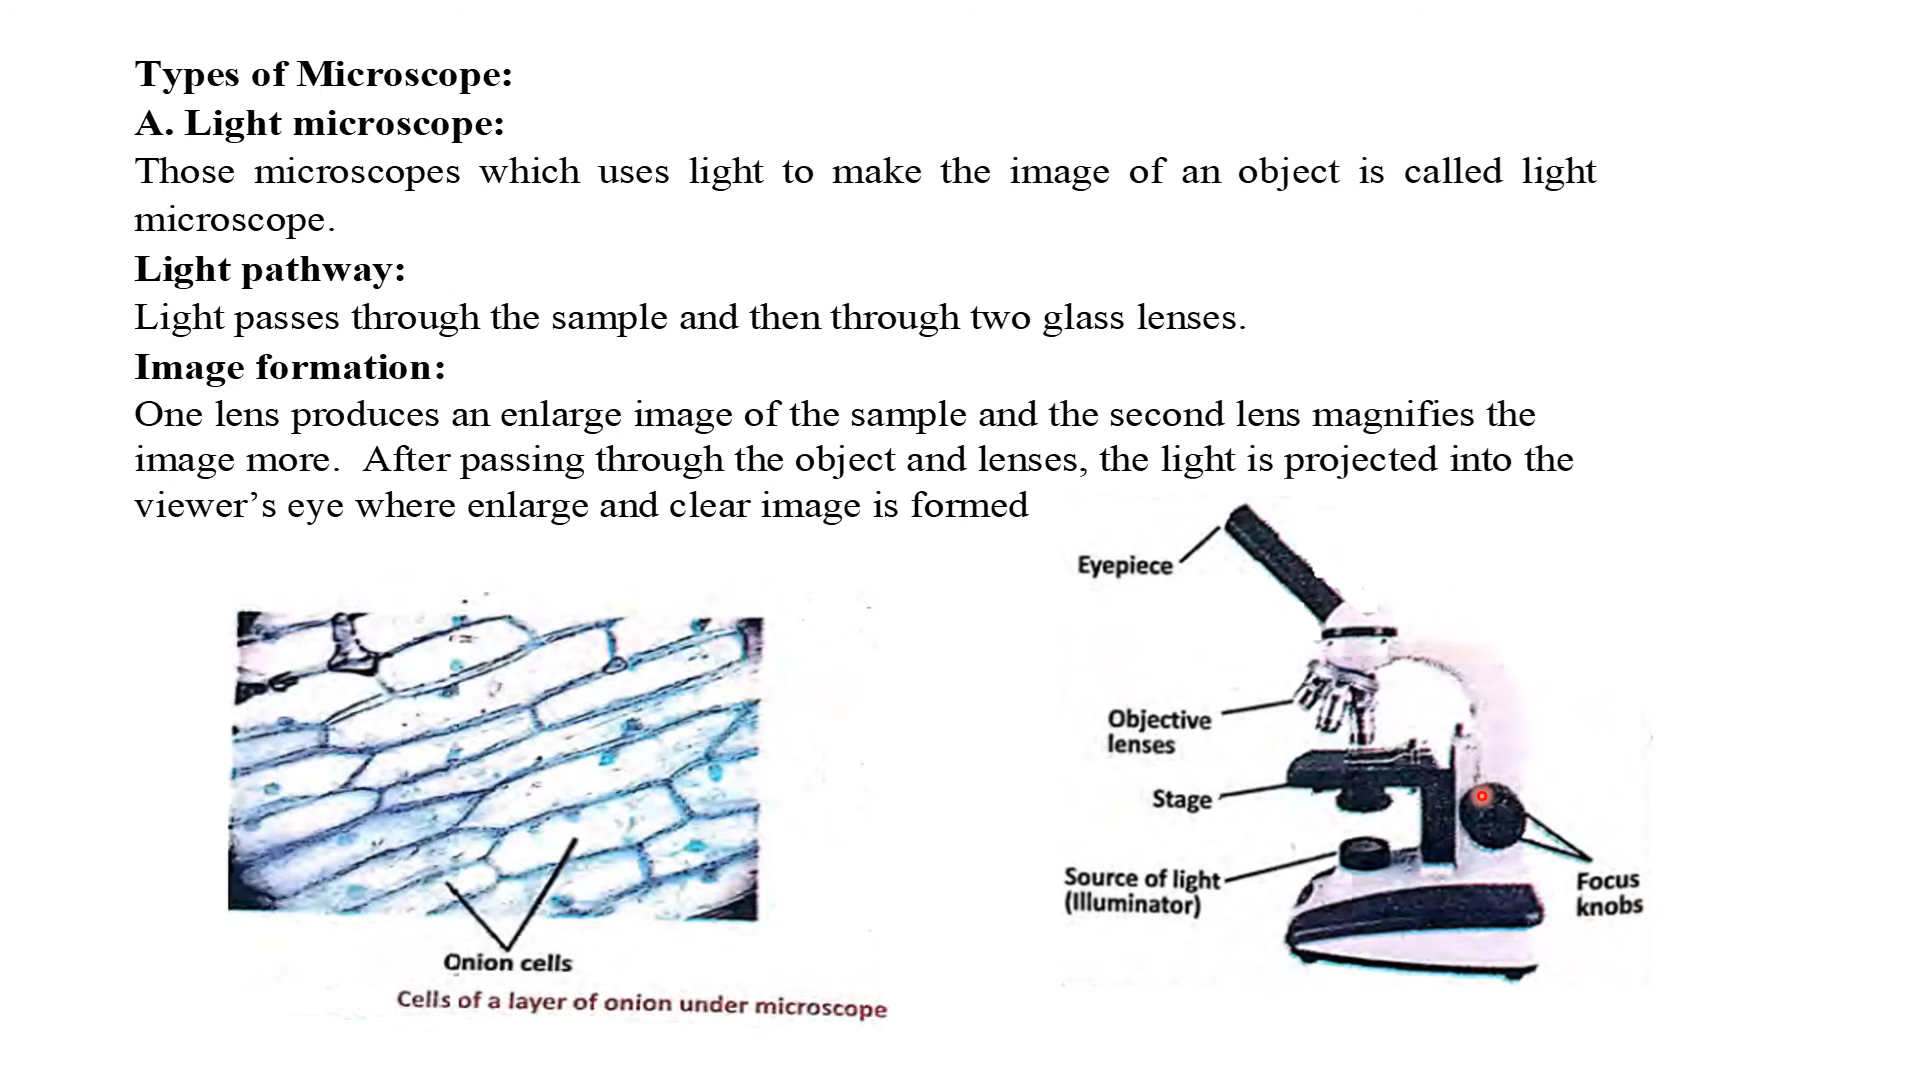 Types of Microscope:
A. Light microscope:
Those microscopes which uses light to make the image of an object is called light
microscope.
Light pathway:
Light passes through the sample and then through two glass lenses.
Image formation:
One lens produces an enlarge image of the sample and the second lens magnifies the
image more.  After passing through the object and lenses, the light is projected into the
viewer’s eye where enlarge and clear image is formed
Eyepiece
Objective
lenses
Stage
Source of light
(Illuminator)
Focus
knobs
Onion cells
Cells of a layer of onion under microscope